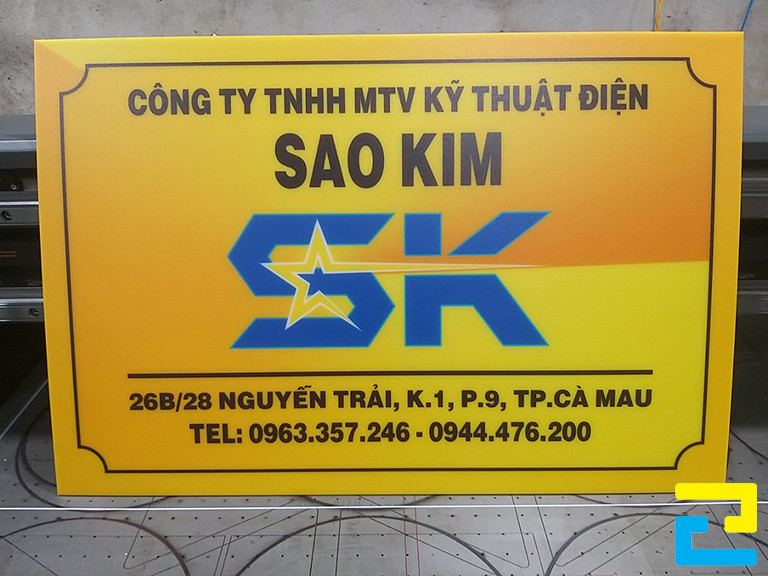 CÔNG TY TNHH MTV KỸ THUẬT ĐIỆN
SAO KIM
SK
26B/28 NGUYỄN TRÃI, K.1, P.9, TP.CÀ MAU
TEL: 0963.357.246 - 0944.476.200